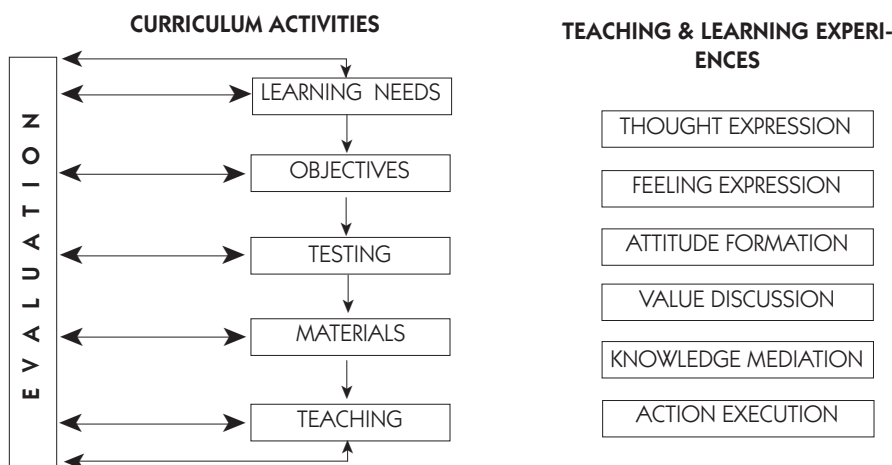 CURRICULUM ACTIVITIES
EVALUATION
LEARNING NEEDS
OBJECTIVES
TESTING
MATERIALS
TEACHING
TEACHING & LEARNING EXPERI-
ENCES
THOUGHT EXPRESSION
FEELING EXPRESSION
ATTITUDE FORMATION
VALUE DISCUSSION
KNOWLEDGE MEDIATION
ACTION EXECUTION